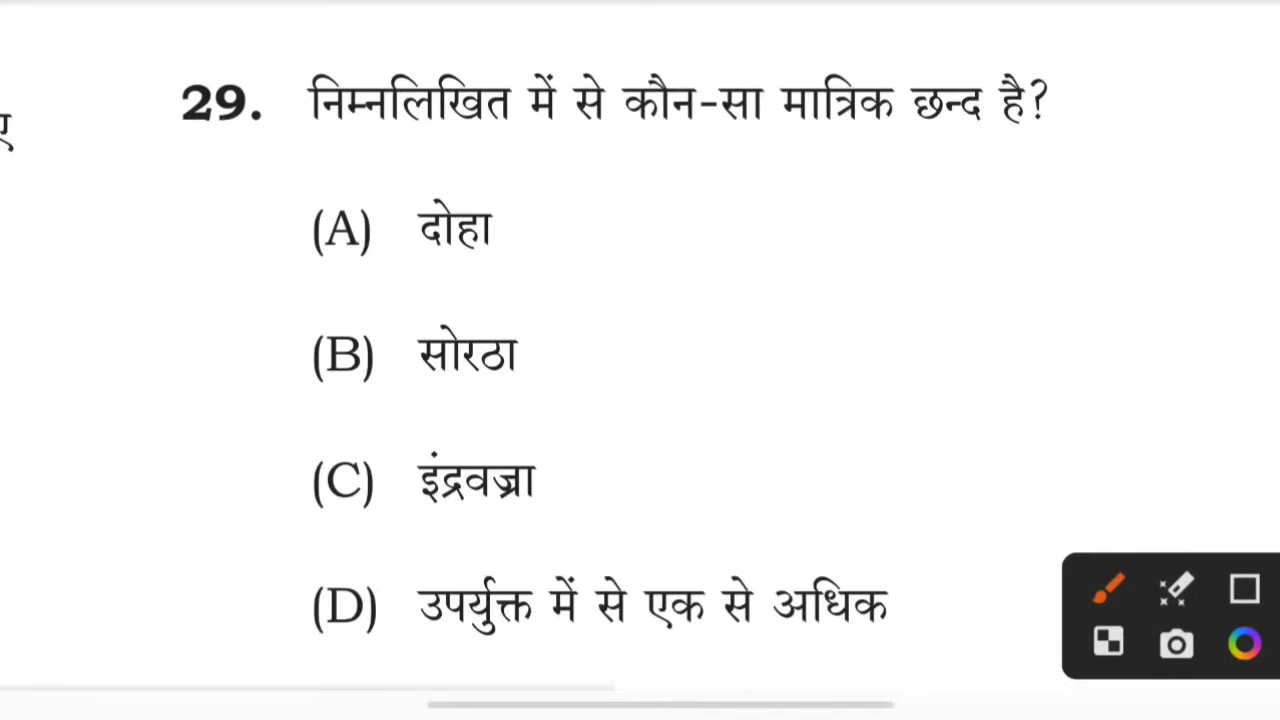 29. निम्नलिखित में से कौन-सा मात्रिक छन्द है?
ए
(A) दोहा
(B) सोरठा
(C) इंद्रवज्रा
(D) उपर्युक्त में से एक से अधिक